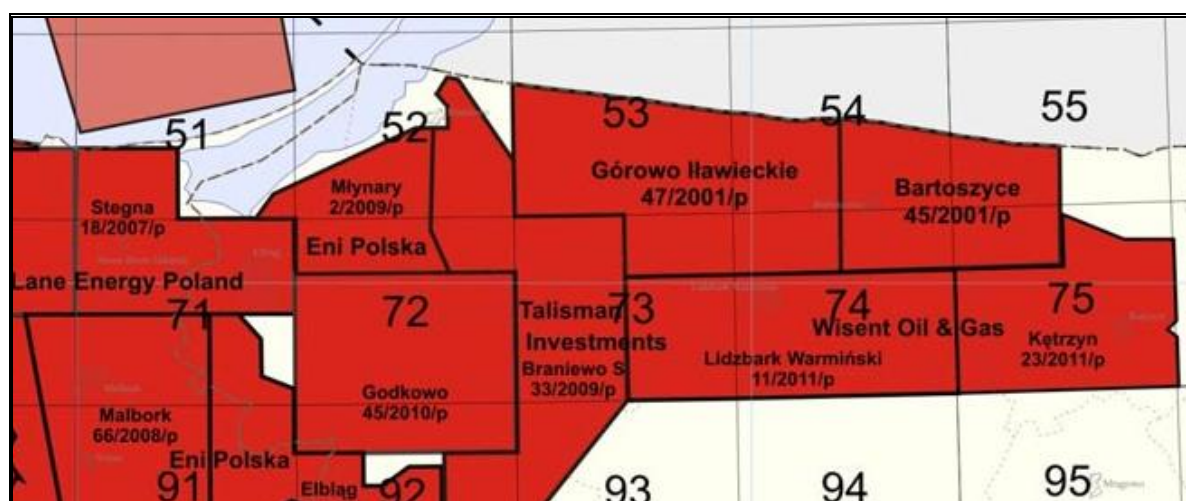 51
52
53
54
55
Stegna
18/2007/p
Młynary
2/2009/p
Górowo Iławieckie
47/2001/p
Bartoszyce
45/2001/p
Eni Polska
Lane Energy Poland
71
72
73
74
75
Talisman
Investments
Wisent Oil & Gas
Braniewo S
33/2009/p
Lidzbark Warmiński
11/2011/p
Kętrzyn
23/2011/p
Godkowo
45/2010/p
Malbork
66/2008/p
Eni Polska
Elbląg
91
92
93
94
95
Mrągowo